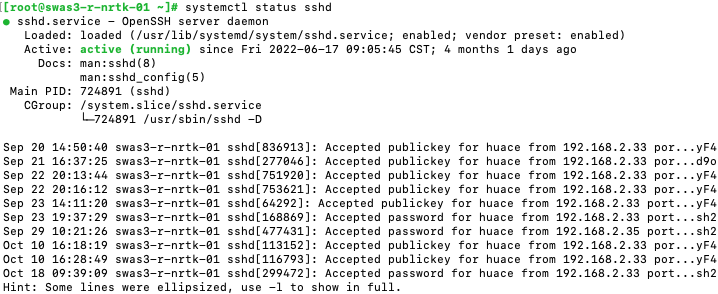 [[root@swas3-r-nrtk-01 ~]# systemctl status sshd
● sshd.service - OpenSSH server daemon
   Loaded: loaded (/usr/lib/systemd/system/sshd.service; enabled; vendor preset: enabled)
   Active: active (running) since Fri 2022-06-17 09:05:45 CST; 4 months 1 days ago
     Docs: man:sshd(8)
           man:sshd_config(5)
 Main PID: 724891 (sshd)
   CGroup: /system.slice/sshd.service
           └─724891 /usr/sbin/sshd -D
Sep 20 14:50:40 swas3-r-nrtk-01 sshd[836913]: Accepted publickey for huace from 192.168.2.33 por...yF4
Sep 21 16:37:25 swas3-r-nrtk-01 sshd[277046]: Accepted publickey for huace from 192.168.2.33 por...d9o
Sep 22 20:13:44 swas3-r-nrtk-01 sshd[751920]: Accepted publickey for huace from 192.168.2.33 por...yF4
Sep 22 20:16:12 swas3-r-nrtk-01 sshd[753621]: Accepted publickey for huace from 192.168.2.33 por...yF4
Sep 23 14:11:20 swas3-r-nrtk-01 sshd[64292]: Accepted publickey for huace from 192.168.2.33 port...yF4
Sep 23 19:37:29 swas3-r-nrtk-01 sshd[168869]: Accepted password for huace from 192.168.2.33 port...sh2
Sep 29 10:21:26 swas3-r-nrtk-01 sshd[477431]: Accepted password for huace from 192.168.2.35 port...sh2
Oct 10 16:18:19 swas3-r-nrtk-01 sshd[113152]: Accepted publickey for huace from 192.168.2.33 por...yF4
Oct 10 16:28:49 swas3-r-nrtk-01 sshd[116793]: Accepted publickey for huace from 192.168.2.33 por...yF4
Oct 18 09:39:09 swas3-r-nrtk-01 sshd[299472]: Accepted password for huace from 192.168.2.33 port...sh2
Hint: Some lines were ellipsized, use -l to show in full.